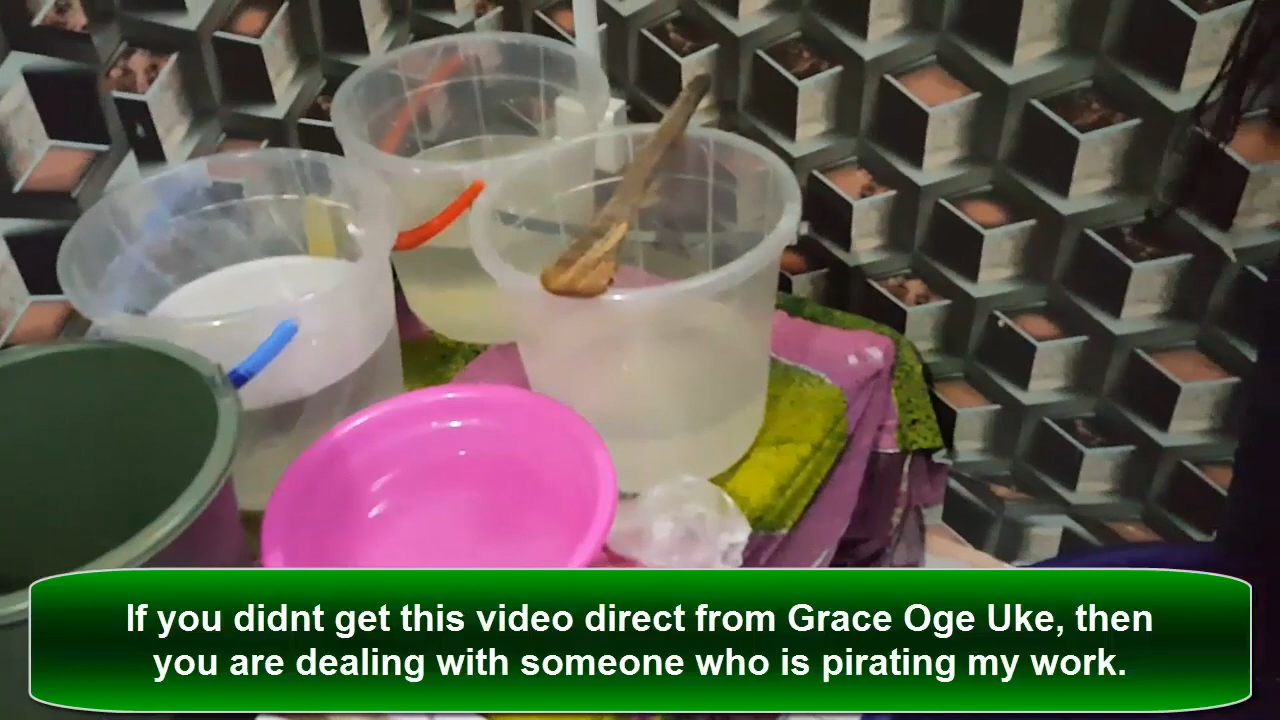 If you didnt get this video direct from Grace Oge Uke, then
you are dealing with someone who is pirating my work.